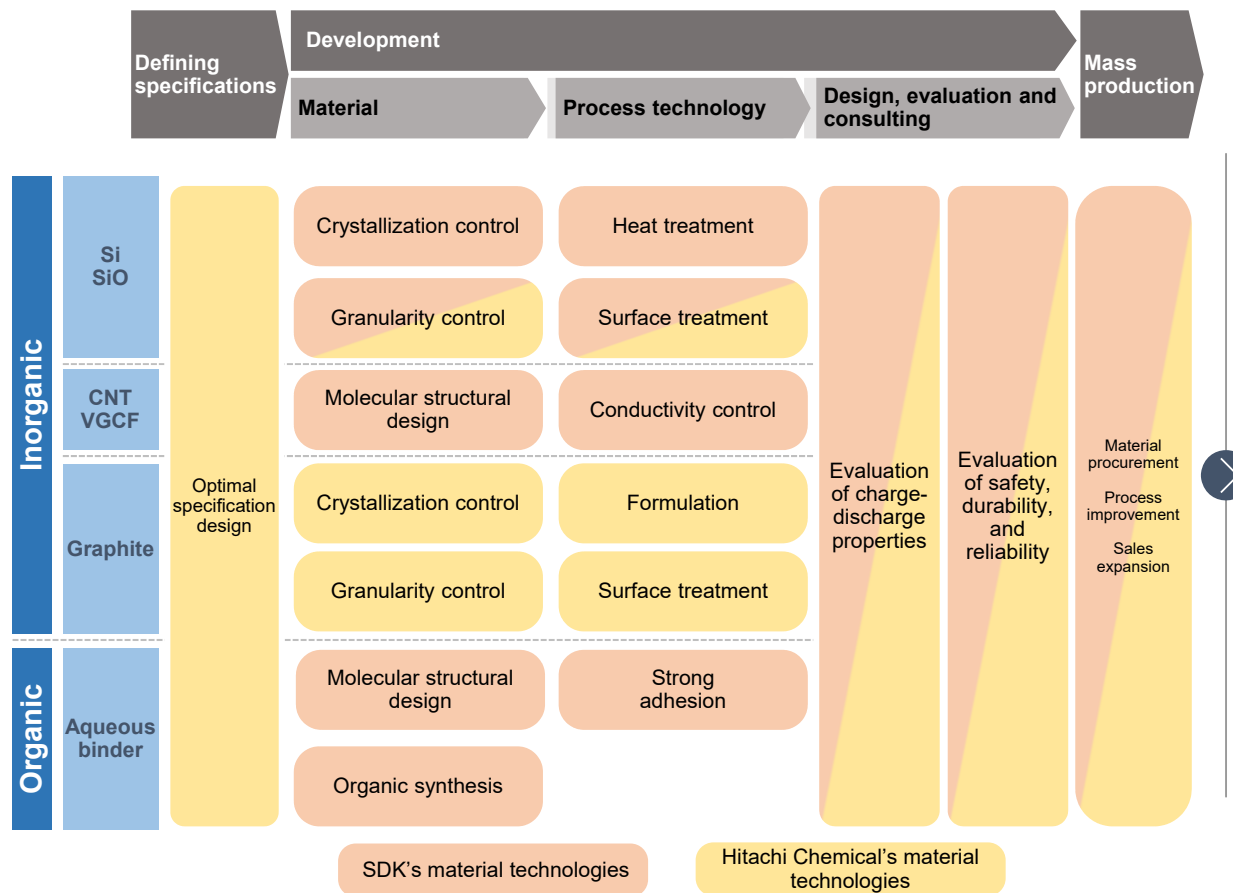 Defining
specifications
Development
Mass
production
Material
Process technology
Design, evaluation and
consulting
Inorganic
Si
SiO
Crystallization control
Heat treatment
Granularity control
Surface treatment
CNT
VGCF
Molecular structural
design
Conductivity control
Graphite
Optimal
specification
design
Crystallization control
Formulation
Granularity control
Surface treatment
Evaluation
of charge-
discharge
properties
Evaluation
of safety,
durability,
and
reliability
Material
procurement
Process
improvement
Sales
expansion
Organic
Aqueous
binder
Molecular structural
design
Strong
adhesion
Organic synthesis
SDK's material technologies
Hitachi Chemical's material
technologies